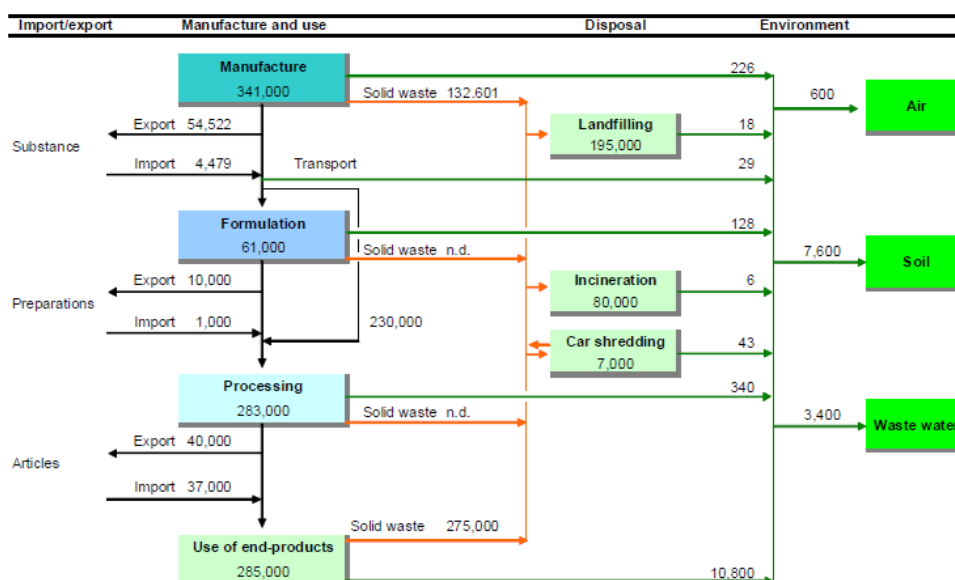 Import/export Manufacture and use Disposal Environment
Manufacture
341,000
226
Solid waste 132.601
600
Air
Export 54,522
Landfilling
195,000
18
Substance
Import 4,479
Transport
29
Formulation
61,000
128
Solid waste n.d.
7,600
Soil
Export 10,000
Incineration
80,000
6
Preparations
Import 1,000
230,000
Car shredding
7,000
43
Processing
283,000
340
Solid waste n.d.
3,400
Waste water
Export 40,000
Articles
Import 37,000
Solid waste 275,000
Use of end-products
285,000
10,800